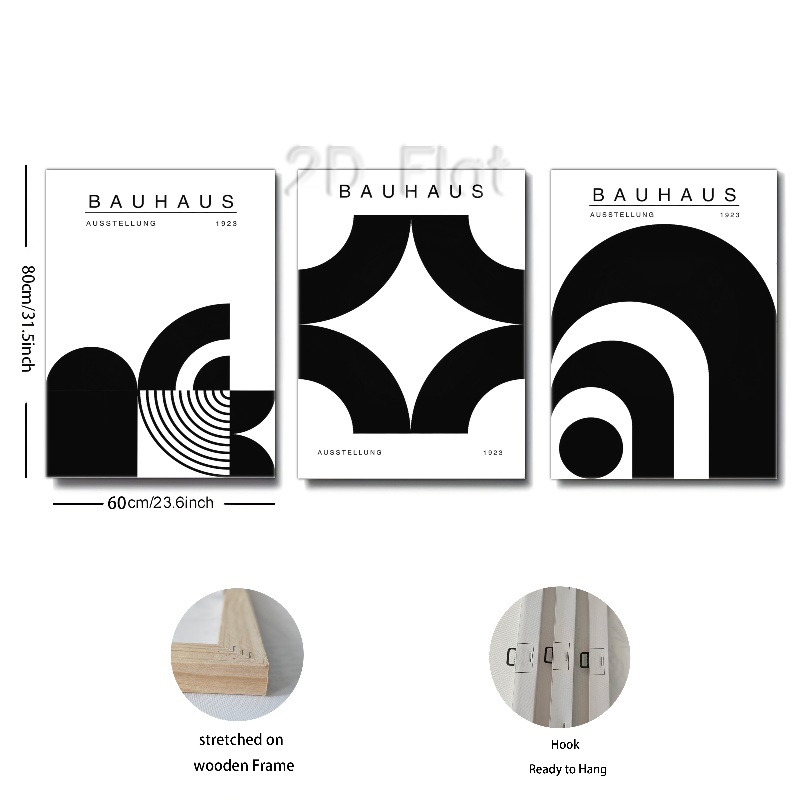 2D Flat
BAUHAUS
AUSSTELLUNG 1923
BAUHAUS
AUSSTELLUNG 1923
BAUHAUS
AUSSTELLUNG 1923
80cm/31.5inch
60cm/23.6inch
stretched on
wooden Frame
Hook
Ready to Hang